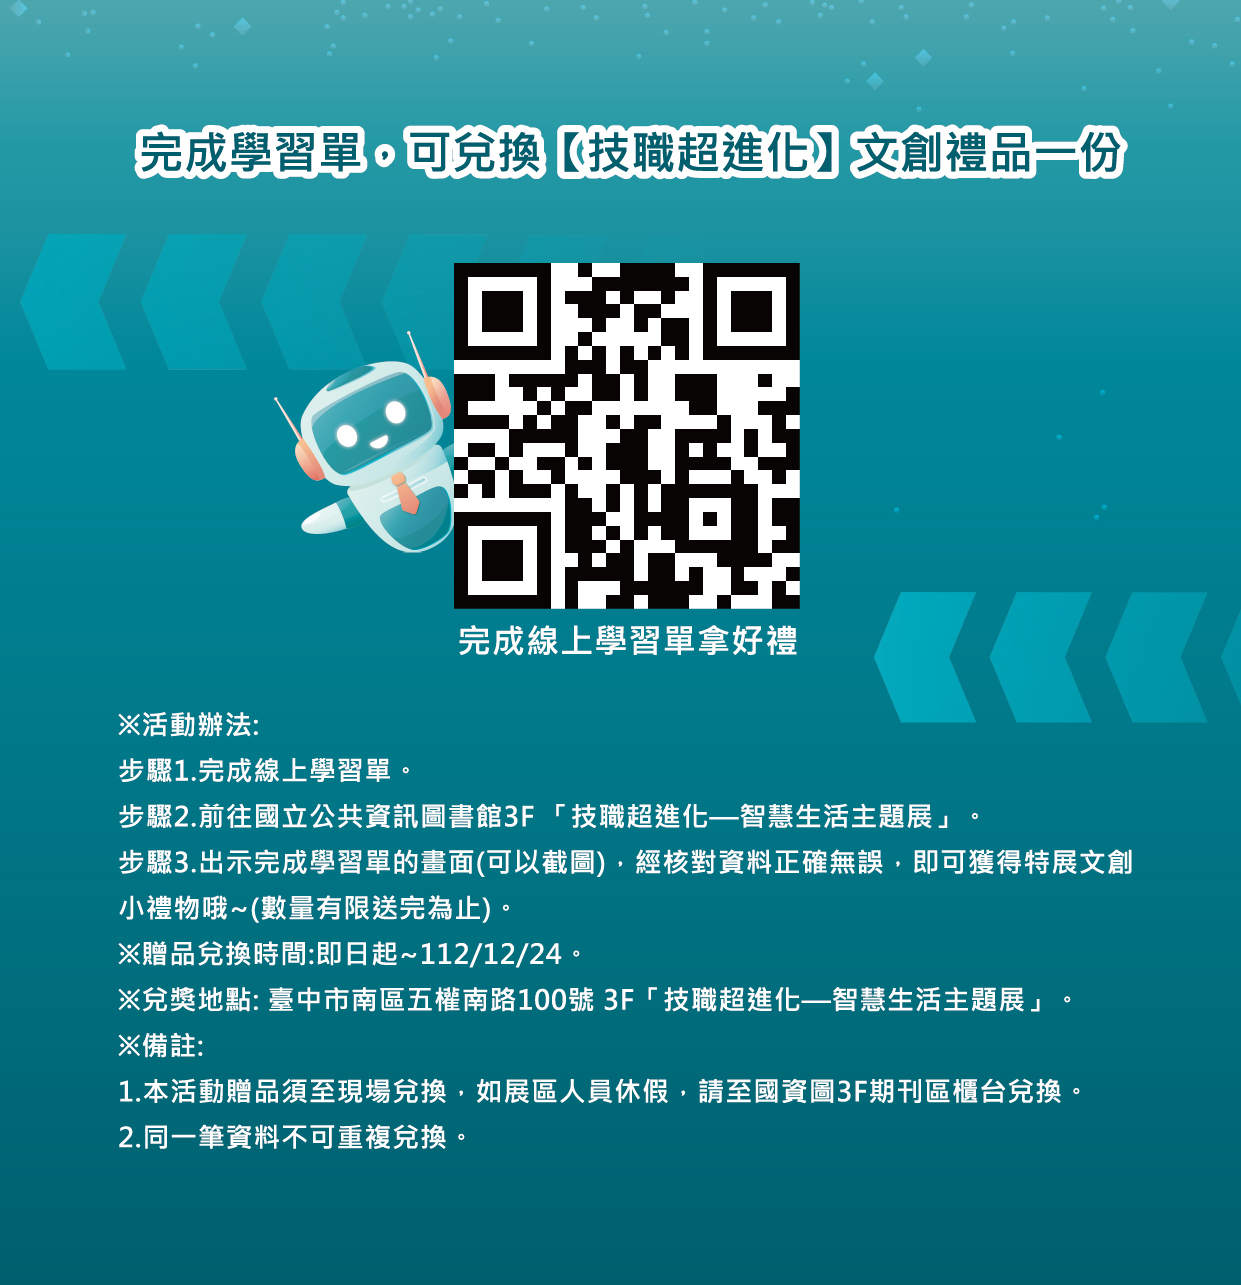 完成學習單，可兌換【技職超進化】文創禮品一份
完成線上學習單拿好禮
※活動辦法:
步驟1.完成線上學習單。
步驟2.前往國立公共資訊圖書館3F「技職超進化—智慧生活主題展」。
步驟3.出示完成學習單的畫面(可以截圖)，經核對資料正確無誤，即可獲得特展文創
小禮物哦~(數量有限送完為止)。
※贈品兌換時間:即日起~112/12/24。
※兌獎地點: 臺中市南區五權南路100號 3F「技職超進化—智慧生活主題展」。
※備註:
1.本活動贈品須至現場兌換，如展區人員休假，請至國資圖3F期刊區櫃台兌換。
2.同一筆資料不可重複兌換。